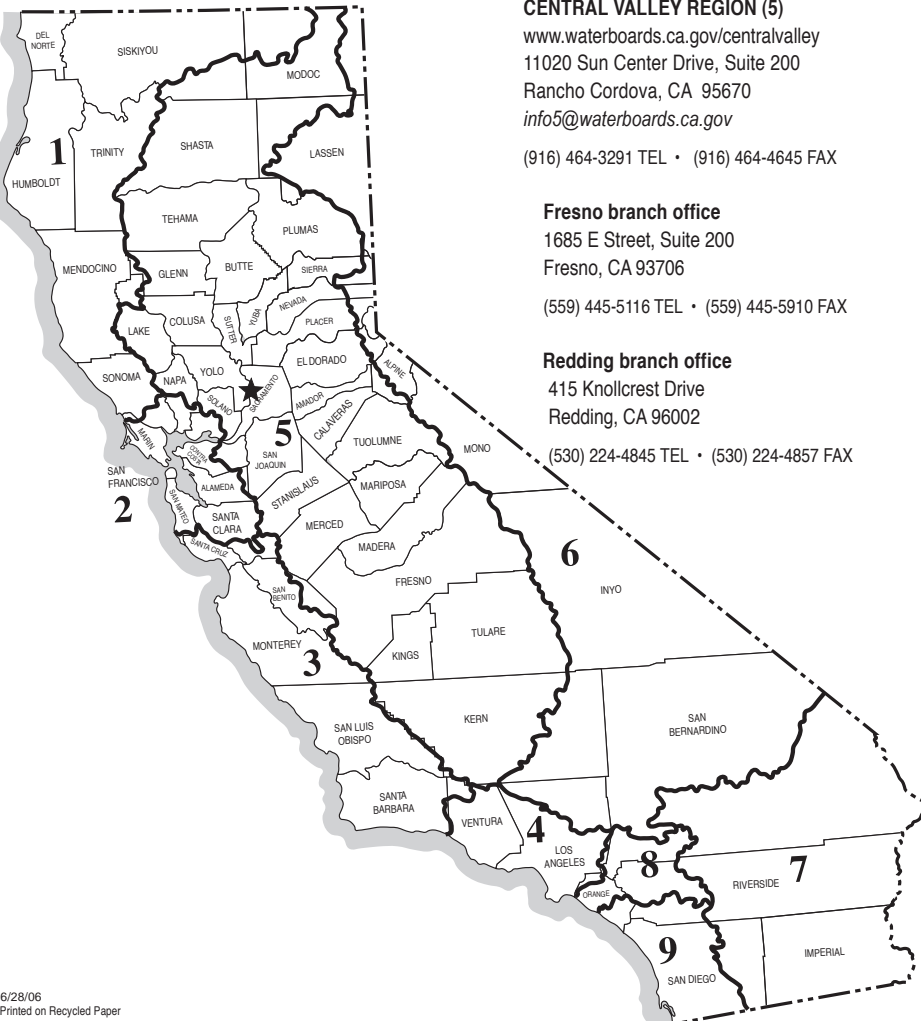 CENTRAL VALLEY REGION (5)
www.waterboards.ca.gov/centralvalley
11020 Sun Center Drive, Suite 200
Rancho Cordova, CA 95670
info5@waterboards.ca.gov
(916) 464-3291 TEL • (916) 464-4645 FAX
Fresno branch office
1685 E Street, Suite 200
Fresno, CA 93706
(559) 445-5116 TEL • (559) 445-5910 FAX
Redding branch office
415 Knollcrest Drive
Redding, CA 96002
(530) 224-4845 TEL • (530) 224-4857 FAX
DEL
NORTE
SISKIYOU
MODOC
1
HUMBOLDT
TRINITY
SHASTA
LASSEN
TEHAMA
PLUMAS
MENDOCINO
GLENN
BUTTE
SIERRA
LAKE
COLUSA
SUTTER
YUBA
NEVADA
PLACER
SONOMA
NAPA
YOLO
EL DORADO
ALPINE
SOLANO
SACRAMENTO
AMADOR
CALAVERAS
MARIN
CONTRA
COSTA
5
SAN
JOAQUIN
TUOLUMNE
MONO
SAN
FRANCISCO
2
ALAMEDA
STANISLAUS
MARIPOSA
SAN MATEO
SANTA
CLARA
MERCED
SANTA CRUZ
MADERA
6
SAN
BENITO
FRESNO
INYO
MONTEREY
3
KINGS
TULARE
SAN LUIS
OBISPO
KERN
SAN
BERNARDINO
SANTA
BARBARA
VENTURA
4
LOS
ANGELES
8
ORANGE
RIVERSIDE
7
9
SAN DIEGO
IMPERIAL
6/28/06
Printed on Recycled Paper